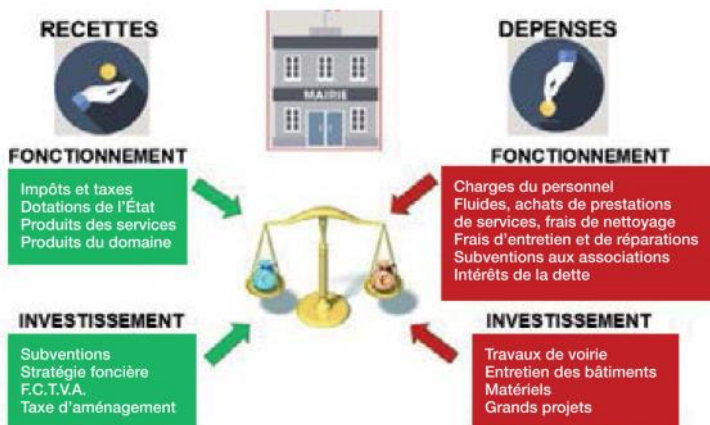 RECETTES
FONCTIONNEMENT
Impôts et taxes
Dotations de l'État
Produits des services
Produits du domaine
INVESTISSEMENT
Subventions
Stratégie foncière
F.C.T.V.A.
Taxe d'aménagement
MAIRIE
DEPENSES
FONCTIONNEMENT
Charges du personnel
Fluides, achats de prestations
de services, frais de nettoyage
Frais d'entretien et de réparations
Subventions aux associations
Intérêts de la dette
INVESTISSEMENT
Travaux de voirie
Entretien des bâtiments
Matériels
Grands projets